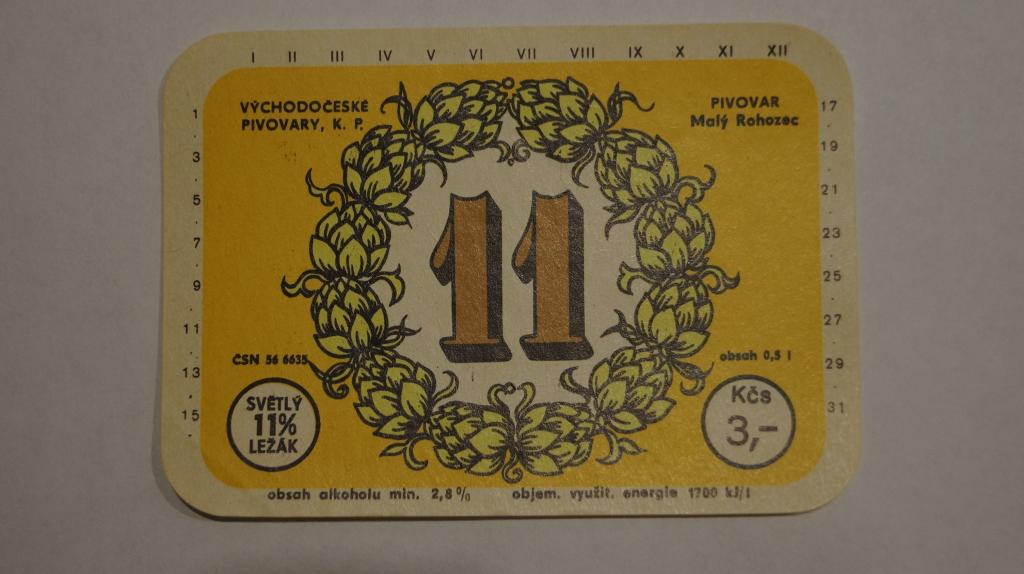 I II III IV V VI VII VIII IX X XI XII
VÝCHODOČESKÉ
PIVOVARY, K. P.
PIVOVAR
Malý Rohozec
1
3
5
7
9
11
13
15
17
19
21
23
25
27
29
31
11
ČSN 56 6635
obsah 0,5 l
SVĚTLÝ
11%
LEŽÁK
Kčs
3,-
obsah alkoholu min. 2,8% objem. využit. energie 1700 kJ/l